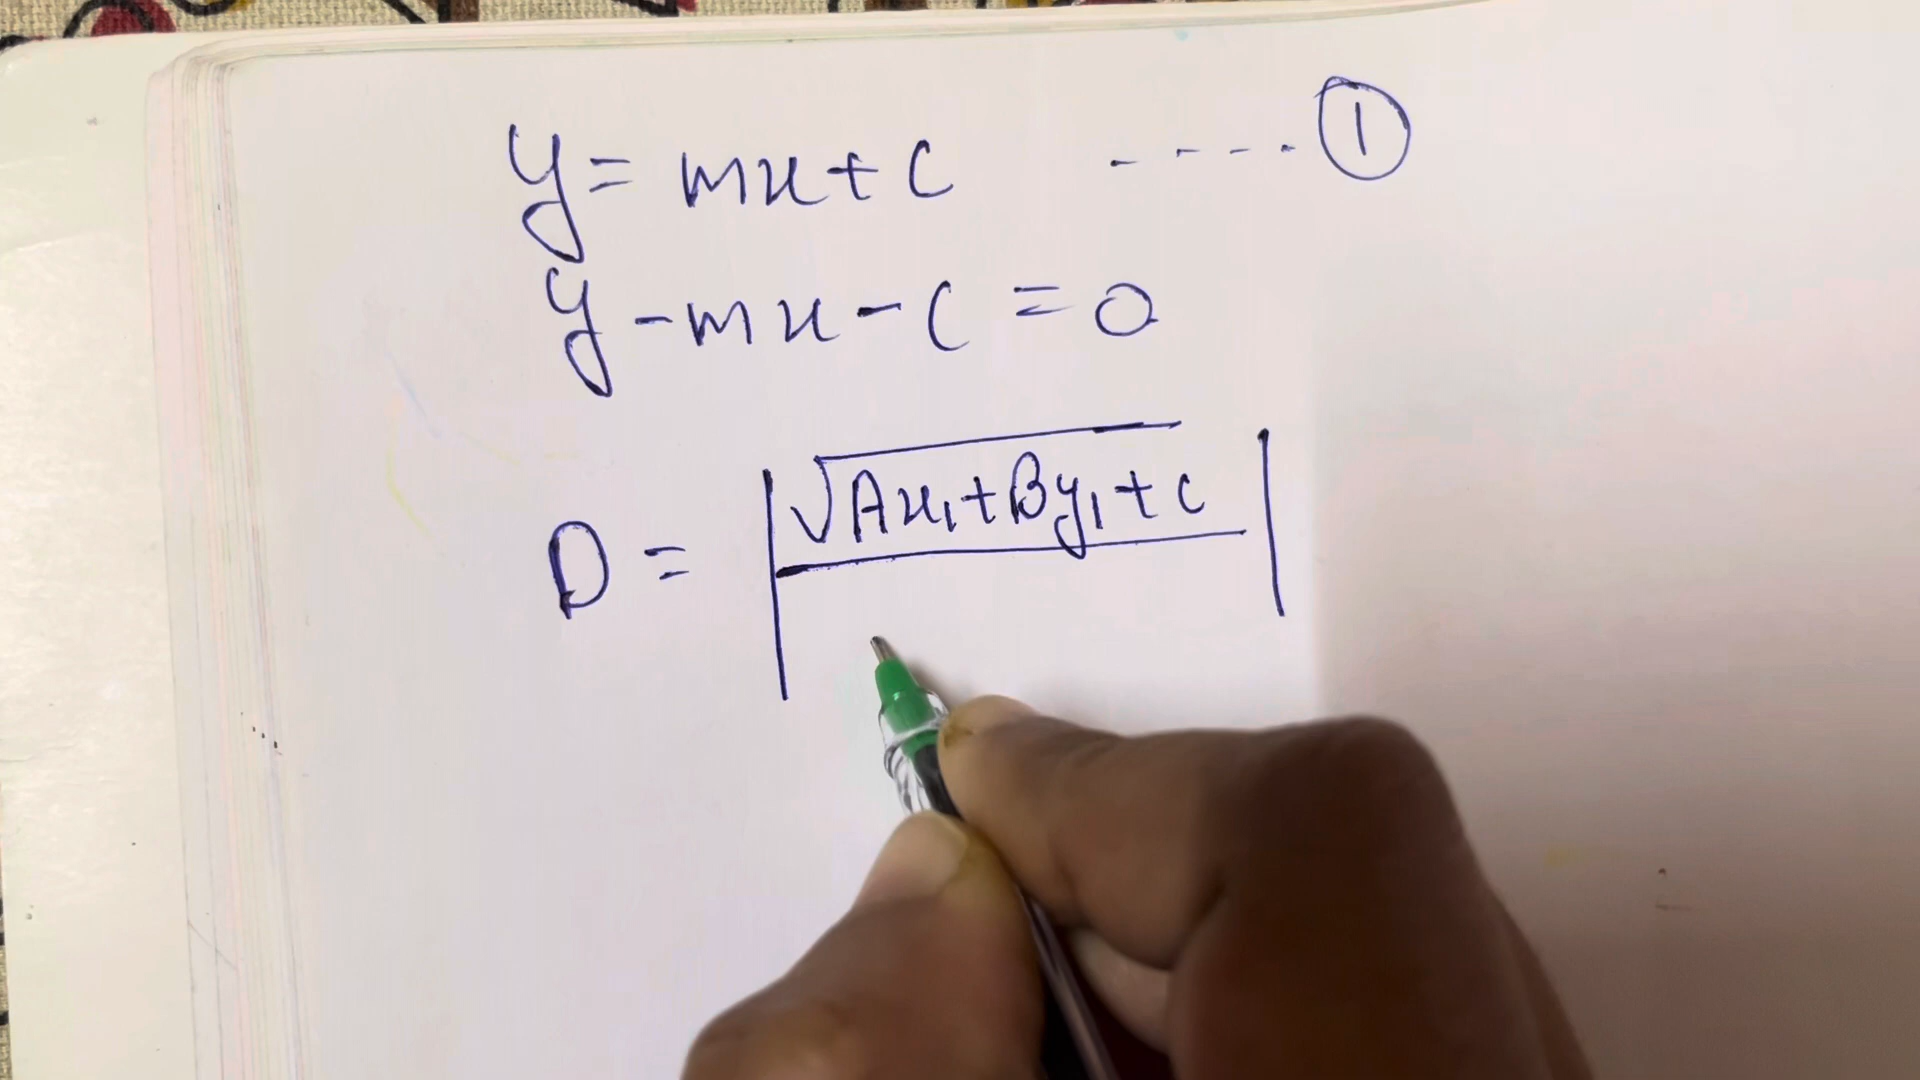 y = mx + c ----- ①
y - mx - c = 0
D = | √Ax₁ + By₁ + c |